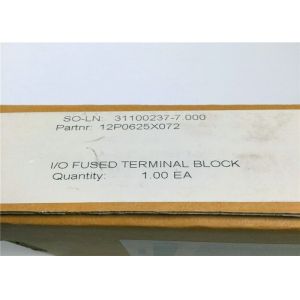 SO-LN: 31100237-7.000
Partnr: 12P0625X072
I/O FUSED TERMINAL BLOCK
Quantity: 1.00 EA